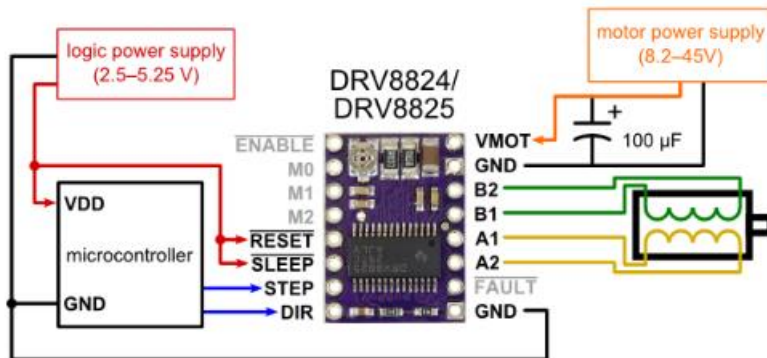 logic power supply
(2.5–5.25 V)
motor power supply
(8.2–45V)
DRV8824/
DRV8825
ENABLE
M0
M1
M2
RESET
SLEEP
STEP
DIR
VMOT
GND
B2
B1
A1
A2
FAULT
GND
+
100 µF
VDD
microcontroller
GND